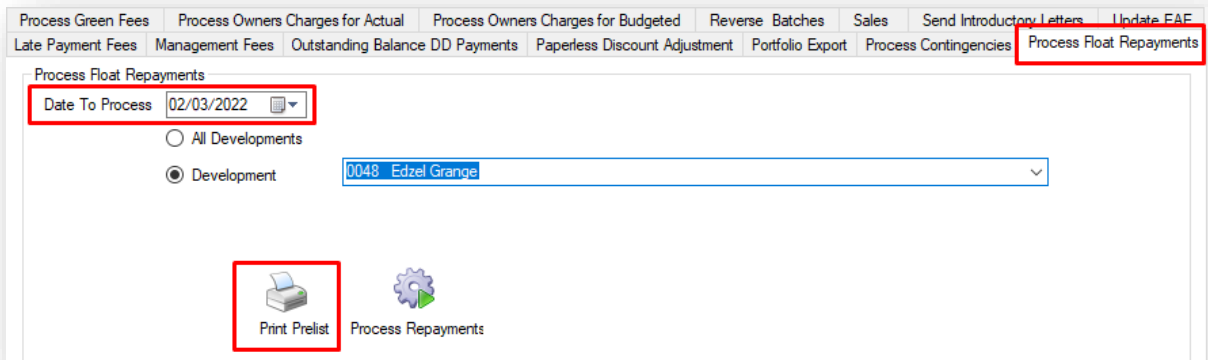 Process Green Fees Process Owners Charges for Actual Process Owners Charges for Budgeted Reverse Batches Sales Send Introductory Letters Update EAF
Late Payment Fees Management Fees Outstanding Balance DD Payments Paperless Discount Adjustment Portfolio Export Process Contingencies Process Float Repayments
Process Float Repayments
Date To Process 02/03/2022
All Developments
Development 0048 Edzel Grange
Print Prelist Process Repayments